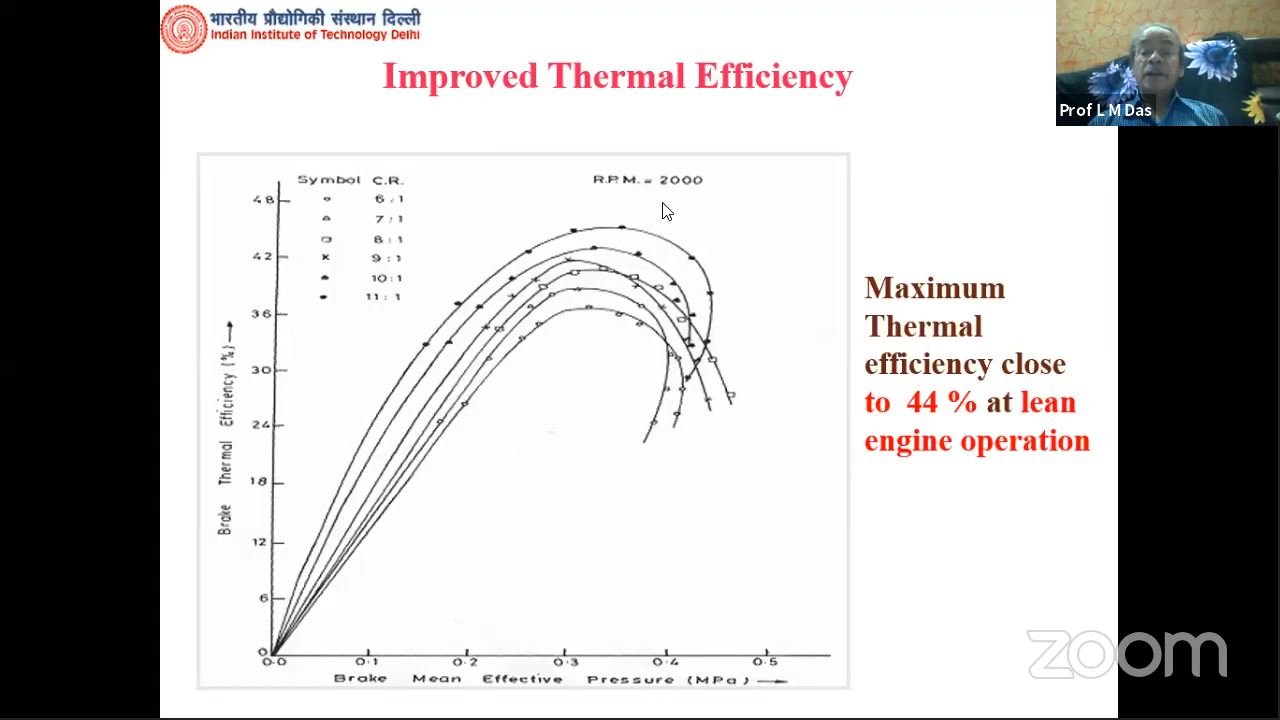 भारतीय प्रौद्योगिकी संस्थान दिल्ली
Indian Institute of Technology Delhi
Prof L M Das
Improved Thermal Efficiency
Symbol C.R.
6:1
7:1
8:1
9:1
10:1
11:1
R.P.M. = 2000
48
42
36
30
24
18
12
6
0
Brake Thermal Efficiency (%)
0.0 0.1 0.2 0.3 0.4 0.5
Brake Mean Effective Pressure (MPa)
Maximum
Thermal
efficiency close
to 44 % at lean
engine operation
zoom